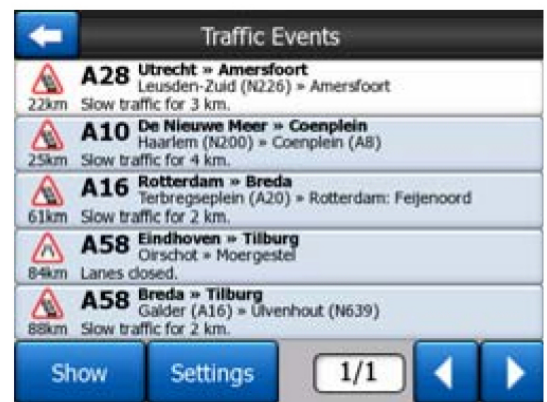 Traffic Events
A28 Utrecht » Amersfoort
Leusden-Zuid (N226) » Amersfoort
22km Slow traffic for 3 km.
A10 De Nieuwe Meer » Coenplein
Haarlem (N200) » Coenplein (A8)
25km Slow traffic for 4 km.
A16 Rotterdam » Breda
Terbregseplein (A20) » Rotterdam: Feijenoord
61km Slow traffic for 2 km.
A58 Eindhoven » Tilburg
Oirschot » Moergestel
84km Lanes closed.
A58 Breda » Tilburg
Galder (A16) » Ulvenhout (N639)
88km Slow traffic for 2 km.
Show Settings 1/1